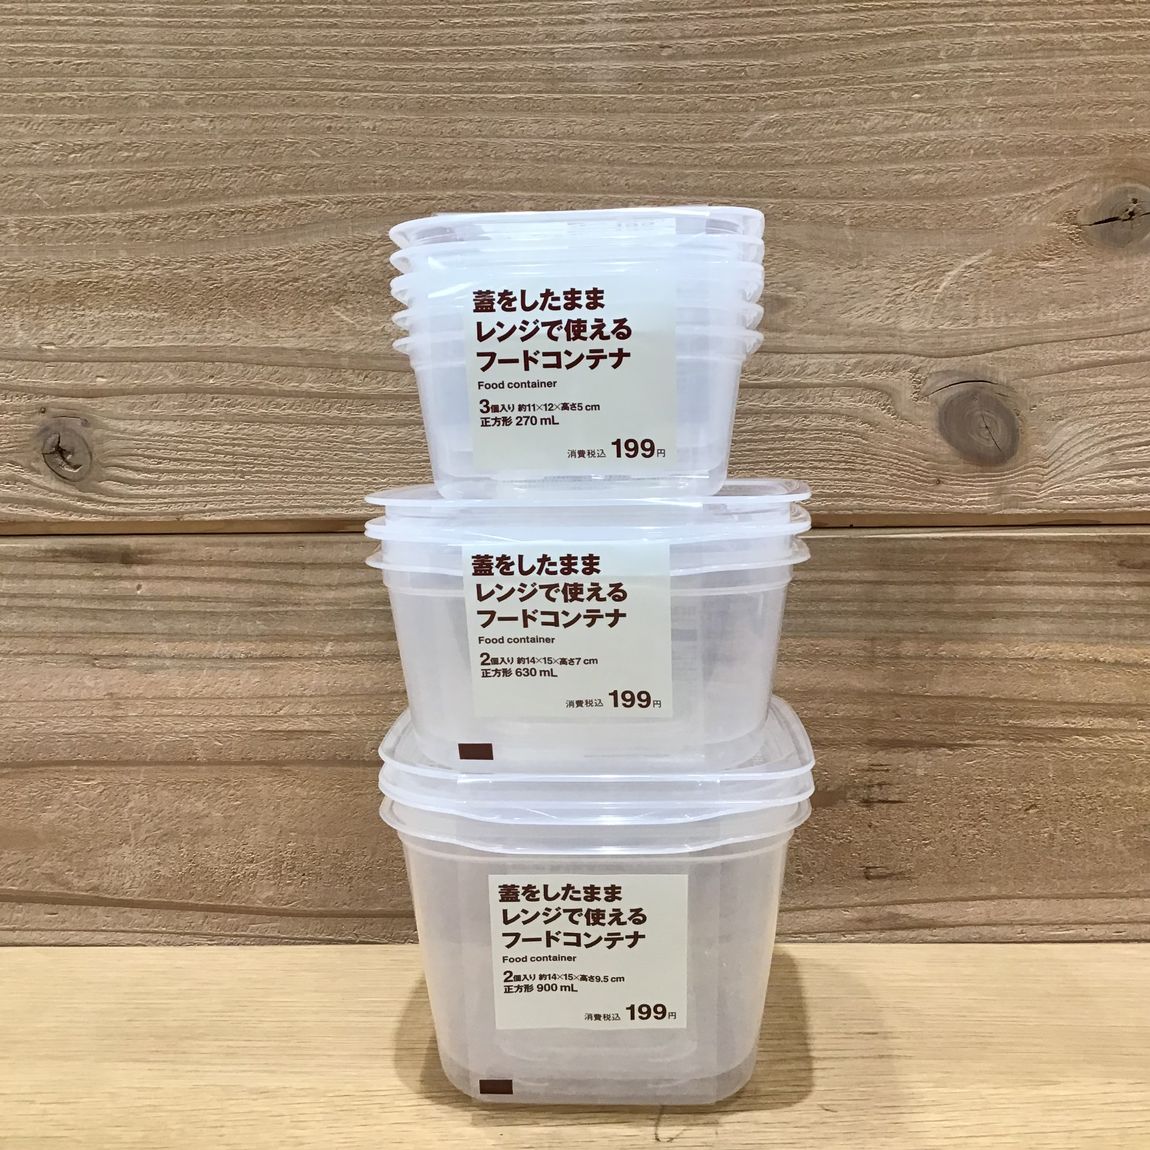 蓋をしたまま
レンジで使える
フードコンテナ
Food container
3個入り 約11×12×高さ5 cm
正方形 270 mL
消費税込 199円
蓋をしたまま
レンジで使える
フードコンテナ
Food container
2個入り 約14×15×高さ7 cm
正方形 630 mL
消費税込 199円
蓋をしたまま
レンジで使える
フードコンテナ
Food container
2個入り 約14×15×高さ9.5 cm
正方形 900 mL
消費税込 199円